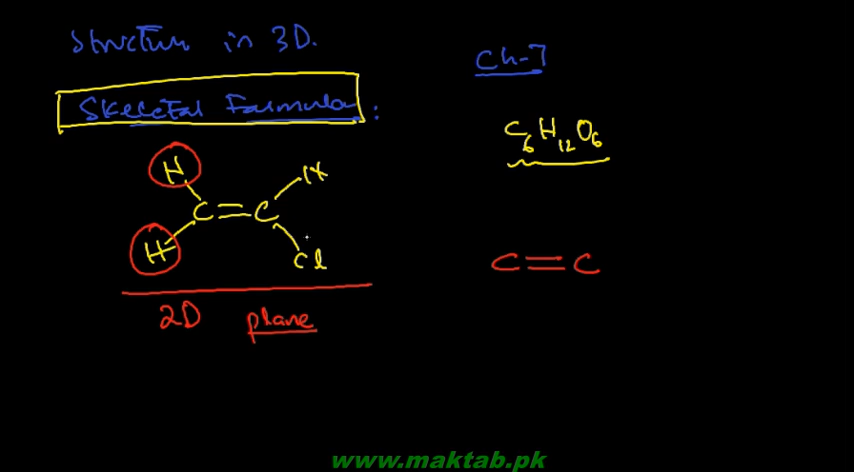 Structure in 3D.
Ch-7
Skeletal Formula:
C6H12O6
H H
C=C
H Cl
C=C
2D plane
www.maktab.pk